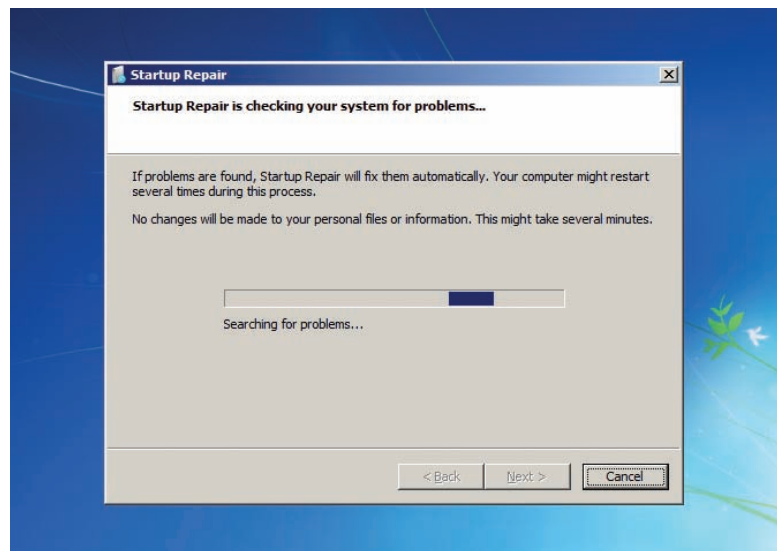 Startup Repair
Startup Repair is checking your system for problems...
If problems are found, Startup Repair will fix them automatically. Your computer might restart
several times during this process.
No changes will be made to your personal files or information. This might take several minutes.
Searching for problems...
< Back Next > Cancel